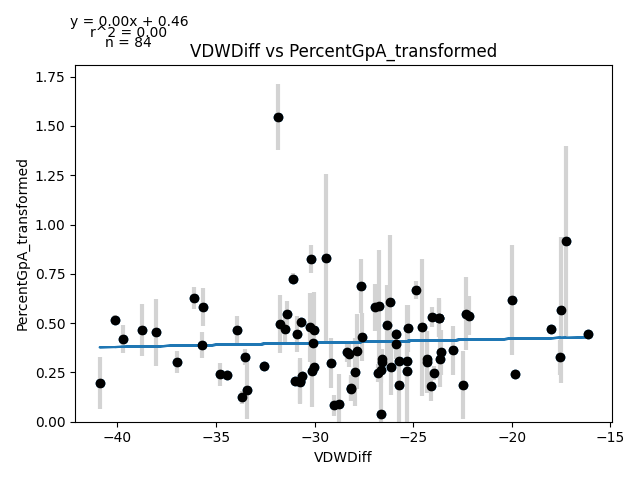 y = 0.00x + 0.46
r^2 = 0.00
n = 84
VDWDiff vs PercentGpA_transformed
1.75
1.50
1.25
1.00
0.75
0.50
0.25
0.00
PercentGpA_transformed
−40
−35
−30
−25
−20
−15
VDWDiff